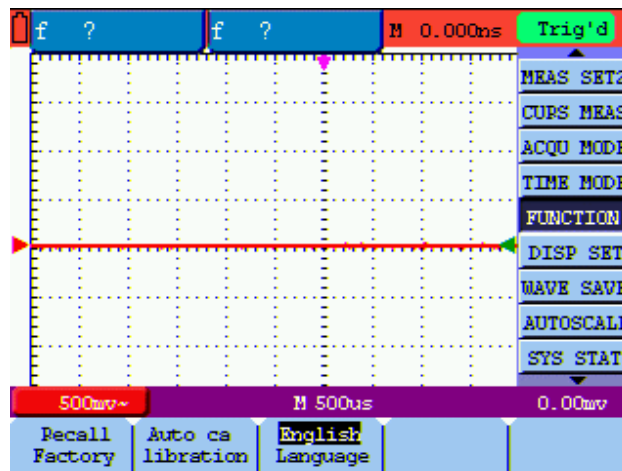 f ? f ? M 0.000ns Trig'd
MEAS SET2
CURS MEAS
ACQU MODE
TIME MODE
FUNCTION
DISP SET
WAVE SAVE
AUTOSCALE
SYS STAT
500mv~ M 500us 0.00mv
Recall Factory
Auto ca libration
English Language